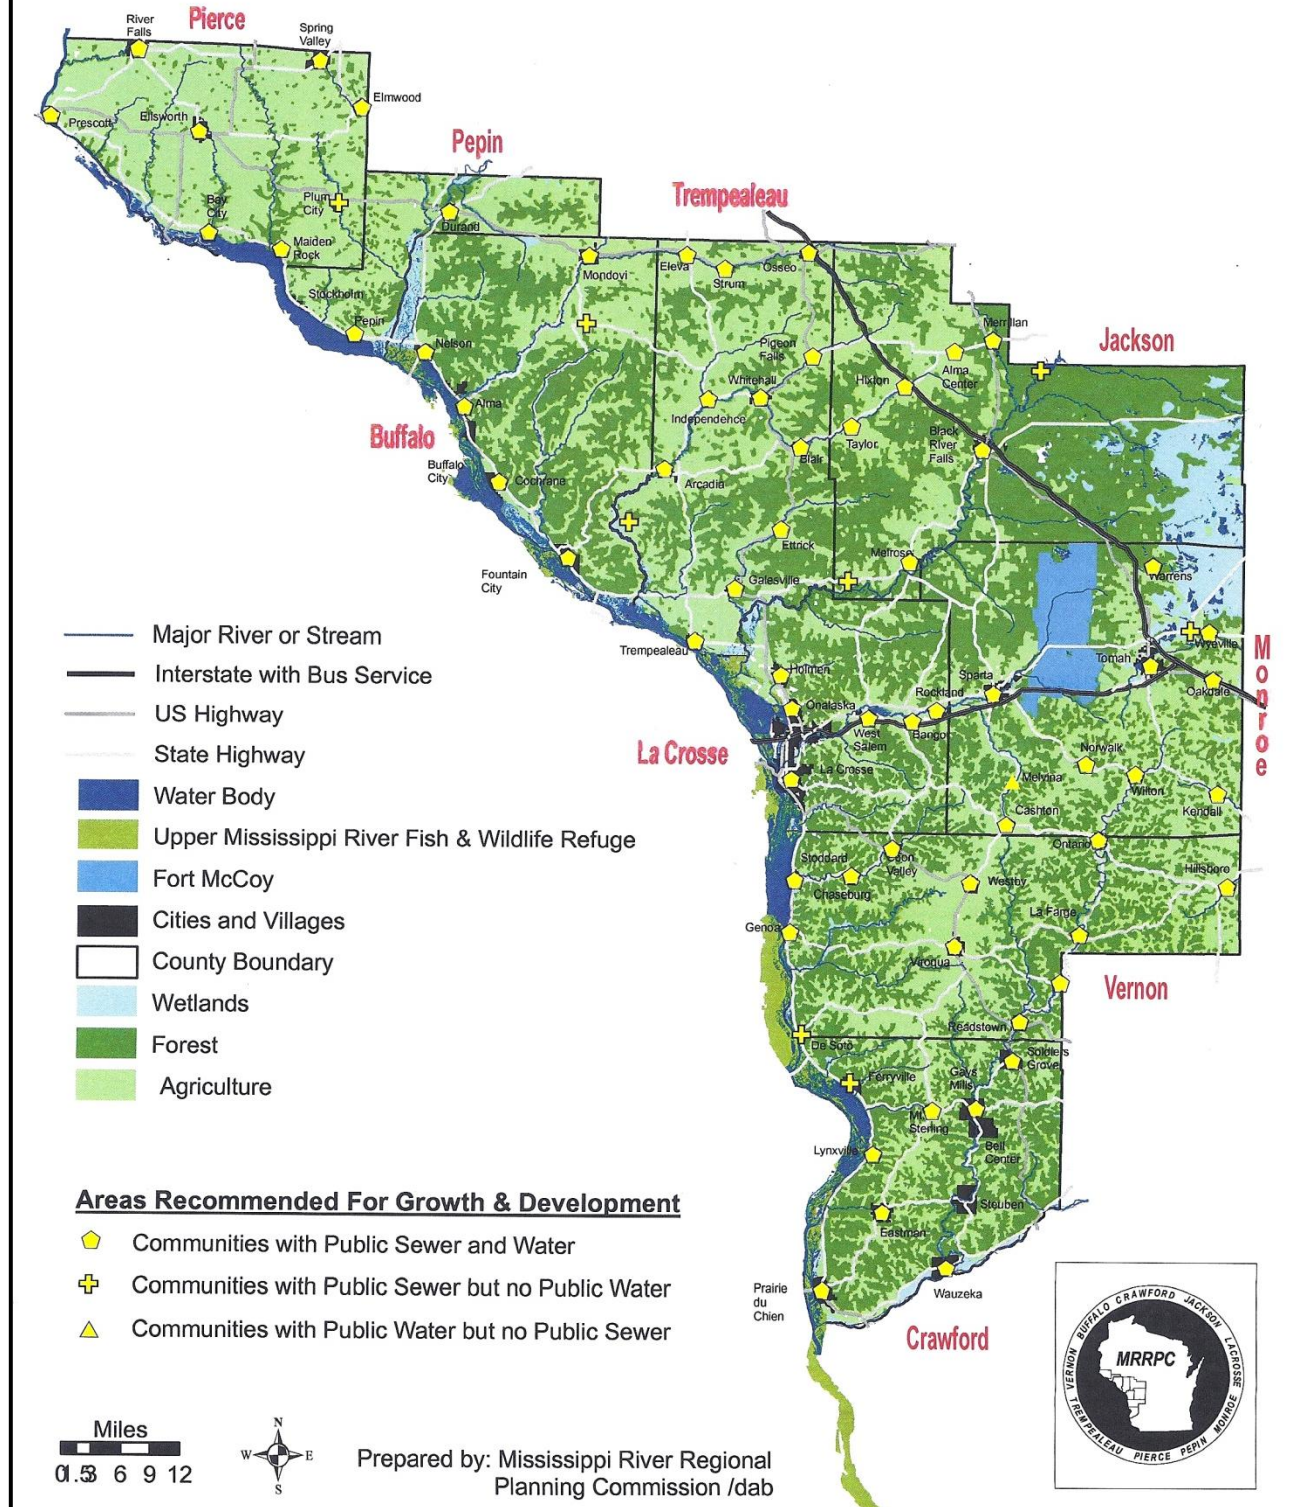 Pierce
River
Falls
Spring
Valley
Elmwood
Prescott
Ellsworth
Pepin
Plum
City
Bay
City
Durand
Trempealeau
Maiden
Rock
Mondovi
Eleva
Strum
Osseo
Stockholm
Pepin
Nelson
Merrillan
Jackson
Pigeon
Falls
Alma
Center
Whitehall
Hixton
Alma
Independence
Buffalo
Taylor
Black
River
Falls
Blair
Buffalo
City
Cochrane
Arcadia
Ettrick
Melrose
Fountain
City
Galesville
Warrens
Trempealeau
Wyeville
Monroe
Tomah
Holmen
Sparta
Oakdale
Rockland
Onalaska
West
Salem
Bangor
La Crosse
La Crosse
Norwalk
Melvina
Wilton
Kendall
Cashton
Ontario
Stoddard
Coon
Valley
Hillsboro
Chaseburg
Westby
La Farge
Genoa
Viroqua
Vernon
Readstown
De Soto
Soldiers
Grove
Ferryville
Gays
Mills
Mt.
Sterling
Bell
Center
Lynxville
Steuben
Eastman
Prairie
du
Chien
Wauzeka
Crawford
Major River or Stream
Interstate with Bus Service
US Highway
State Highway
Water Body
Upper Mississippi River Fish & Wildlife Refuge
Fort McCoy
Cities and Villages
County Boundary
Wetlands
Forest
Agriculture
Areas Recommended For Growth & Development
Communities with Public Sewer and Water
Communities with Public Sewer but no Public Water
Communities with Public Water but no Public Sewer
Miles
0 1.5 3 6 9 12
N
W E
S
Prepared by: Mississippi River Regional
Planning Commission /dab
VERNON BUFFALO CRAWFORD JACKSON LACROSSE
MRRPC
TREMPEALEAU PIERCE PEPIN MONROE